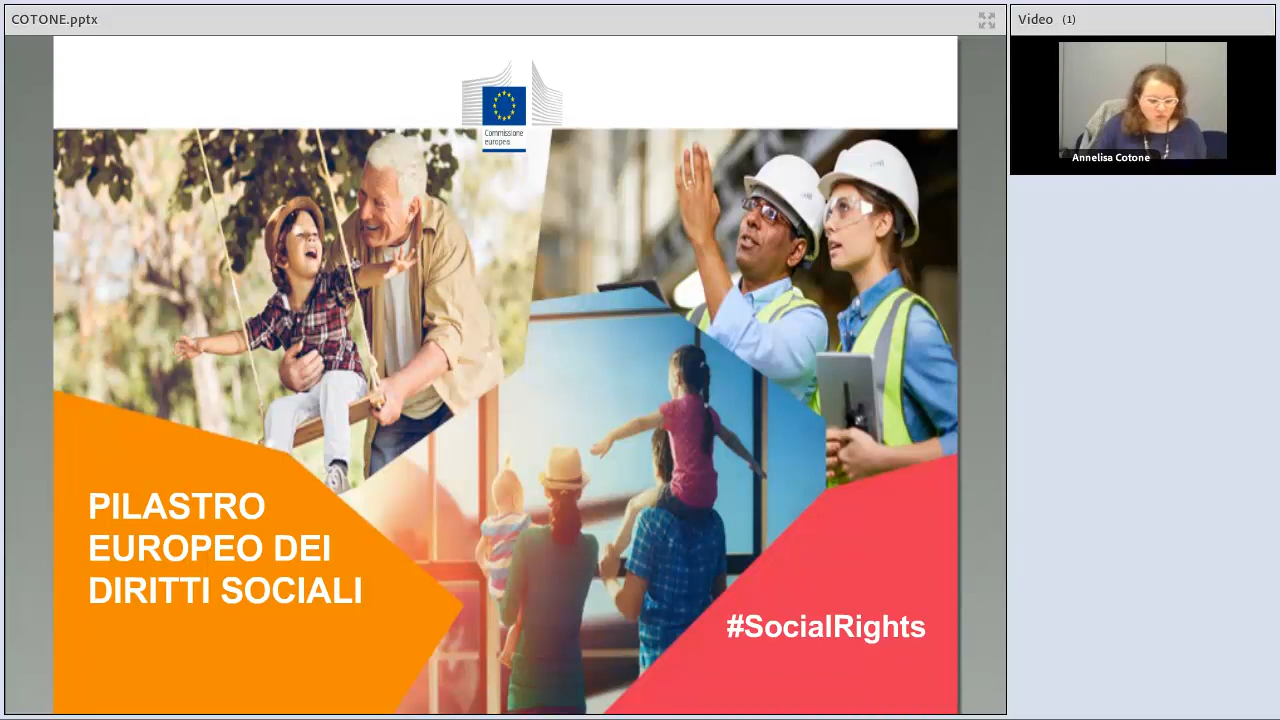 COTONE.pptx
Video (1)
Annelisa Cotone
Commissione
europea
PILASTRO
EUROPEO DEI
DIRITTI SOCIALI
#SocialRights